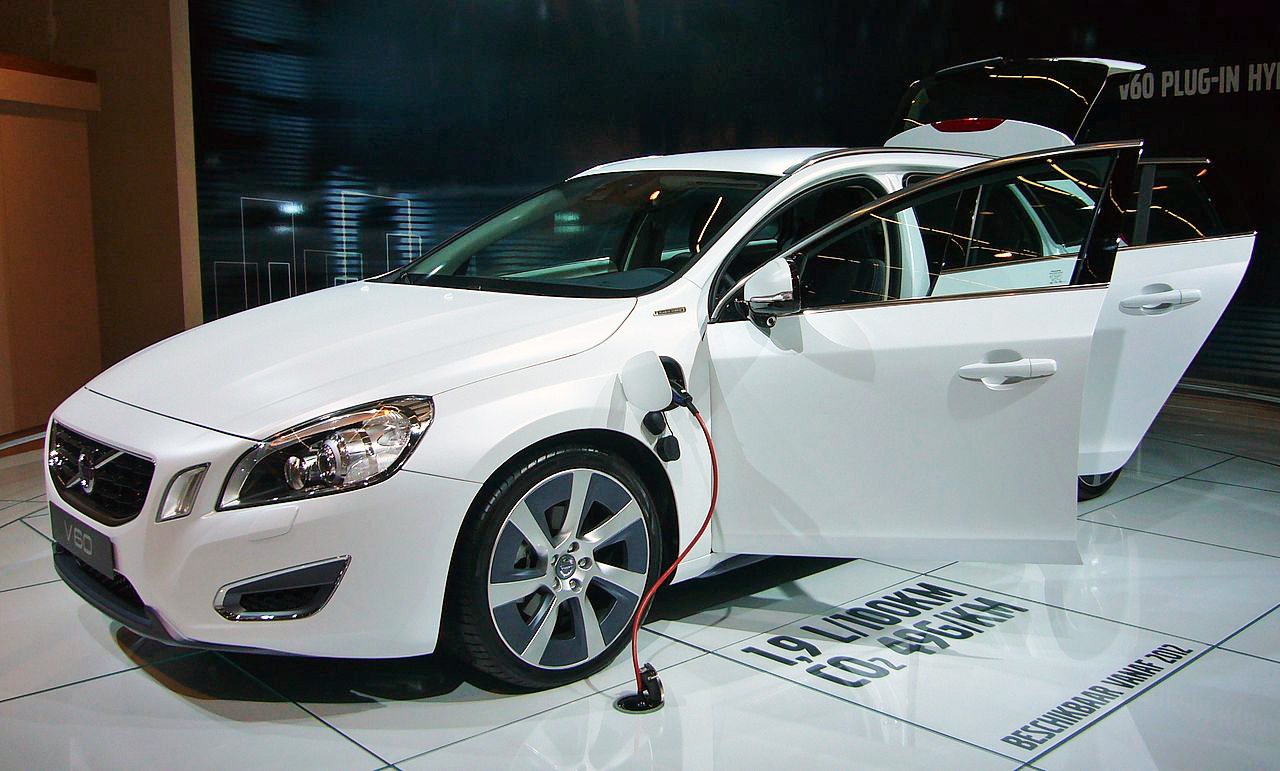 V60 PLUG-IN HY
V60
1,9 L/100KM
CO2 49G/KM
BESCHIKBAAR VANAF 2012